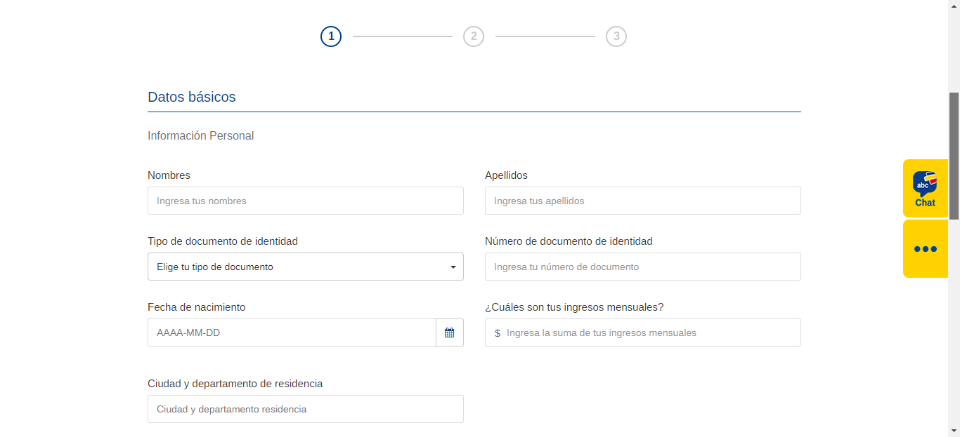 1 2 3
Datos básicos
Información Personal
Nombres Apellidos
Ingresa tus nombres Ingresa tus apellidos
Tipo de documento de identidad Número de documento de identidad
Elige tu tipo de documento Ingresa tu número de documento
Fecha de nacimiento ¿Cuáles son tus ingresos mensuales?
AAAA-MM-DD $ Ingresa la suma de tus ingresos mensuales
Ciudad y departamento de residencia
Ciudad y departamento residencia
abc
Chat